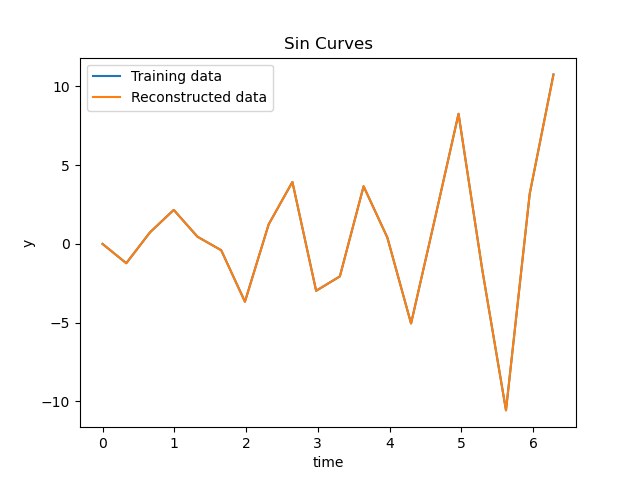 Sin Curves
Training data
Reconstructed data
10
5
0
−5
−10
y
0 1 2 3 4 5 6
time